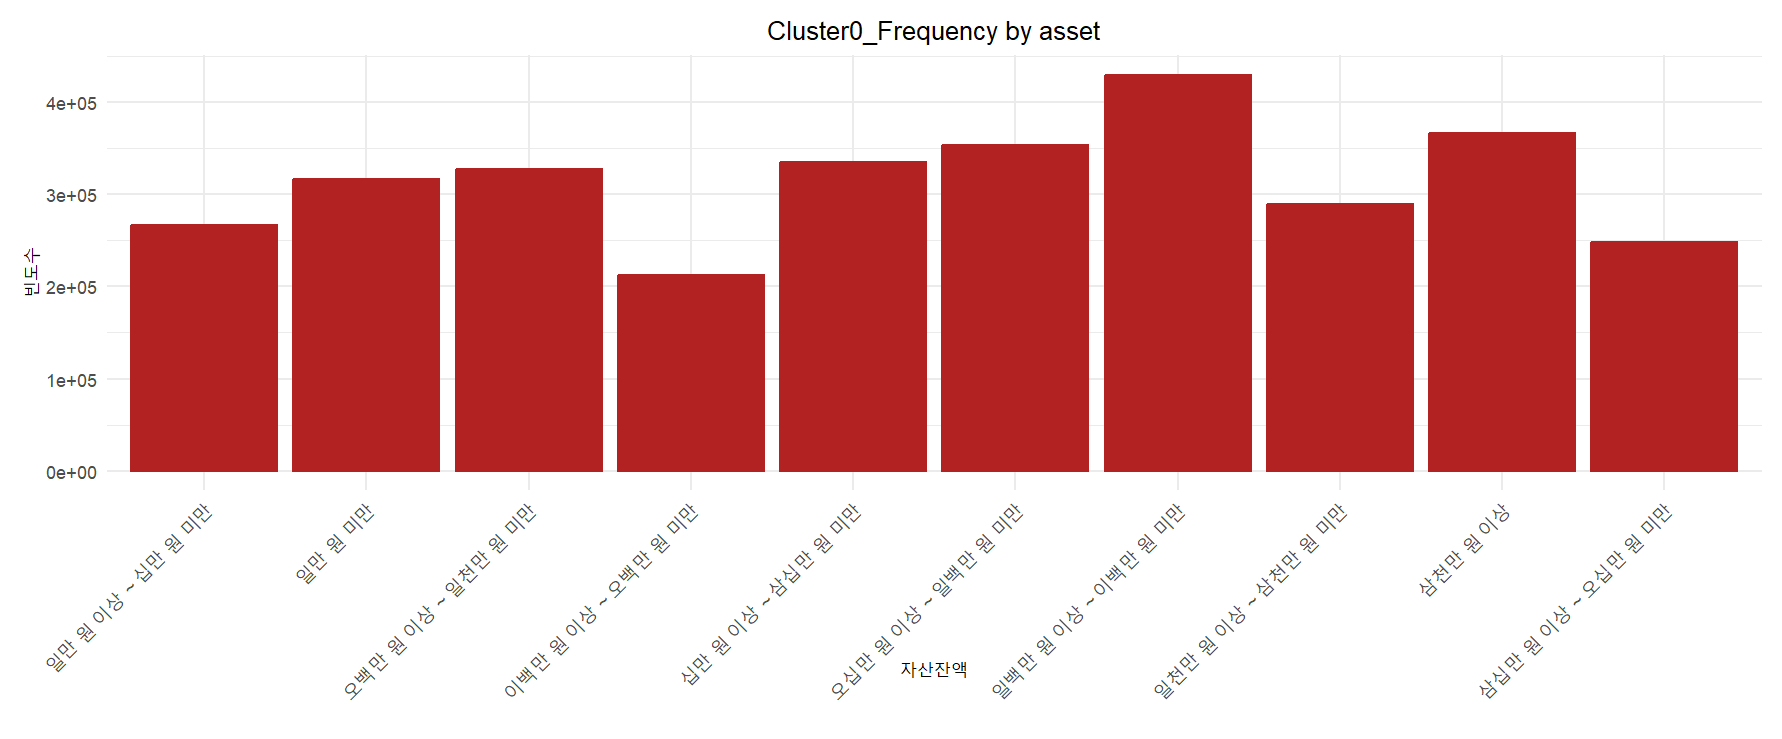 Cluster0_Frequency by asset
빈도수
4e+05
3e+05
2e+05
1e+05
0e+00
일만 원 이상 ~ 십만 원 미만
일만 원 미만
오백만 원 이상 ~ 일천만 원 미만
이백만 원 이상 ~ 오백만 원 미만
십만 원 이상 ~ 삼십만 원 미만
오십만 원 이상 ~ 일백만 원 미만
일백만 원 이상 ~ 이백만 원 미만
일천만 원 이상 ~ 삼천만 원 미만
삼천만 원 이상
삼십만 원 이상 ~ 오십만 원 미만
자산잔액